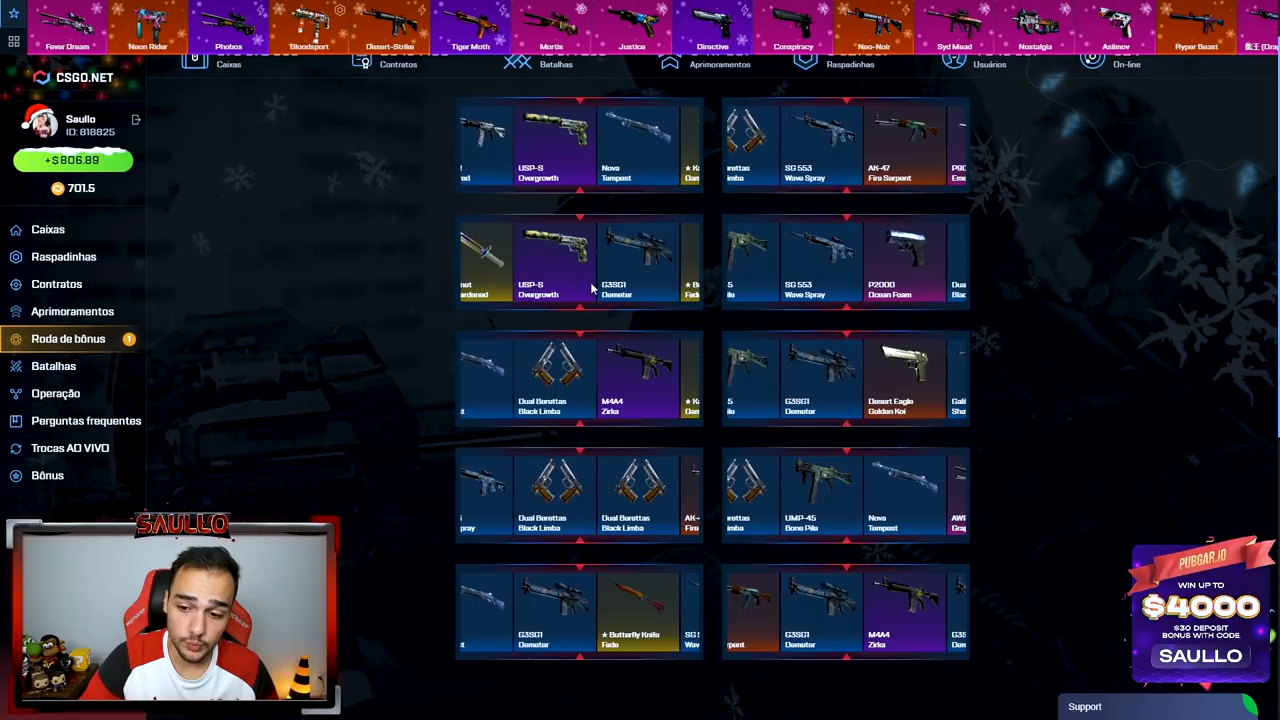 Fever Dream
Neon Rider
Phobos
Bloodsport
Desert-Strike
Tiger Moth
Mortis
Justice
Directive
Conspiracy
Neo-Noir
Syd Mead
Nostalgia
Asiimov
Hyper Beast
CSGO.NET
Caixas
Contratos
Batalhas
Aprimoramentos
Raspadinhas
Usuários
On-line
Saullo
ID: 818825
+$806.89
701.5
Caixas
Raspadinhas
Contratos
Aprimoramentos
Roda de bônus
1
Batalhas
Operação
Perguntas frequentes
Trocas AO VIVO
Bônus
USP-S
Overgrowth
Nova
Tempest
SG 553
Wave Spray
AK-47
Fire Serpent
USP-S
Overgrowth
G3SG1
Demeter
SG 553
Wave Spray
P2000
Ocean Foam
Dual Berettas
Black Limba
M4A4
Zirka
G3SG1
Demeter
Desert Eagle
Golden Koi
Dual Berettas
Black Limba
Dual Berettas
Black Limba
UMP-45
Bone Pile
Nova
Tempest
G3SG1
Demeter
★ Butterfly Knife
Fade
G3SG1
Demeter
M4A4
Zirka
SAULLO
PUBGAR.IO
WIN UP TO
$4000
$30 DEPOSIT
BONUS WITH CODE
SAULLO
Support